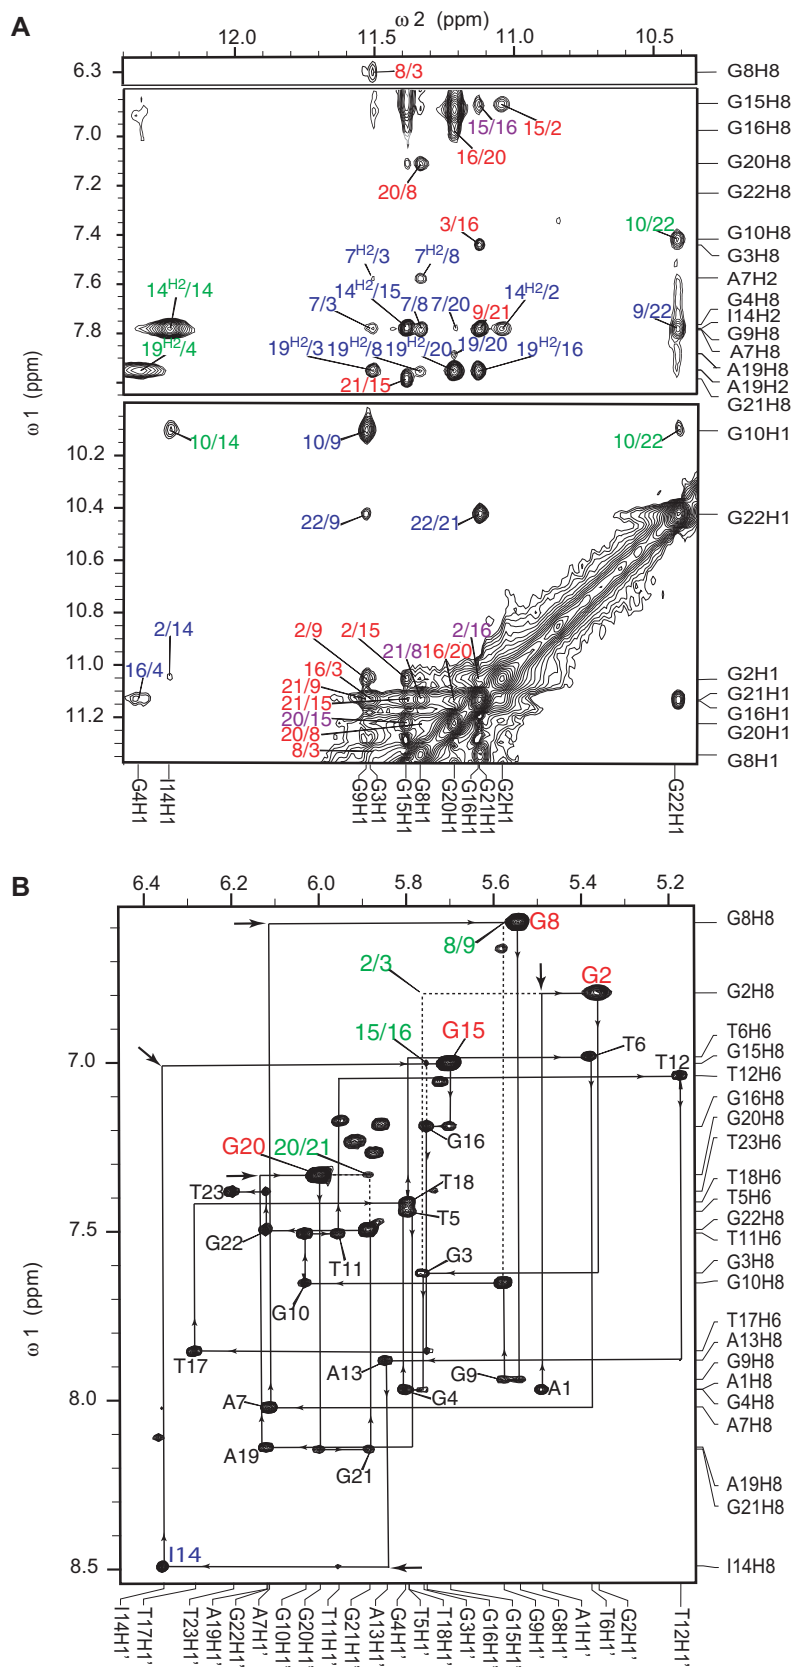 A
ω 2 (ppm)
12.0 11.5 11.0 10.5
6.3
8/3
G8H8
G15H8
7.0
15/16 15/2
G16H8
16/20
G20H8
7.2
20/8
G22H8
3/16
10/22
G10H8
7.4
G3H8
7H2/3 7H2/8
A7H2
7.6
14H2/14
14H2/15
G4H8
7/3 7/8 7/20 9/21 14H2/2
9/22
I14H2
7.8
G9H8
19H2/4
19H2/3 19H2/8 19H2/20 19/20 19H2/16
A7H8
A19H8
21/15
A19H2
G21H8
ω 1 (ppm)
10/14 10/9 10/22
G10H1
10.2
10.4
22/9 22/21
G22H1
10.6
10.8
2/14 2/9 2/15 2/16
21/8 16/20
11.0
G2H1
16/4 16/3
21/9
G21H1
21/15
G16H1
11.2
20/15
20/8
G20H1
8/3
G8H1
G4H1 I14H1 G9H1 G3H1 G15H1 G8H1 G20H1 G16H1 G21H1 G2H1 G22H1
B
6.4 6.2 6.0 5.8 5.6 5.4 5.2
G8
G8H8
8/9
2/3
G2
G2H8
15/16 G15
T6
T6H6
7.0
T12
G15H8
T12H6
G16H8
G16
G20H8
G20 20/21
T23H6
T23
T18
T18H6
T5
T5H6
7.5
G22
G22H8
T11
G3
T11H6
G3H8
G10
G10H8
ω 1 (ppm)
T17
T17H6
A13
A13H8
G9
G9H8
A1
A1H8
8.0
G4
G4H8
A7
A7H8
A19
G21
A19H8
G21H8
I14
8.5
I14H8
I14H1' T17H1' T23H1' A19H1' G22H1' A7H1' G10H1' G20H1' T11H1' G21H1' A13H1' G4H1' T5H1' T18H1' G3H1' G16H1' G15H1' G9H1' G8H1' A1H1' T6H1' G2H1' T12H1'